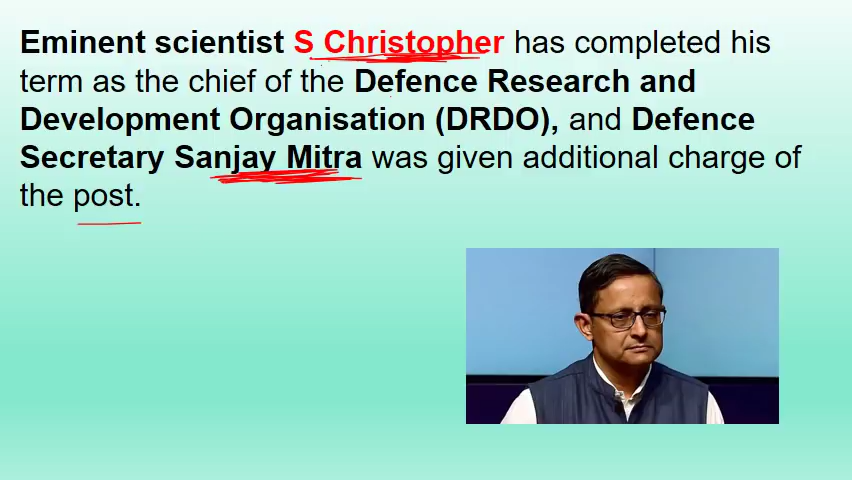 Eminent scientist S Christopher has completed his
term as the chief of the Defence Research and
Development Organisation (DRDO), and Defence
Secretary Sanjay Mitra was given additional charge of
the post.